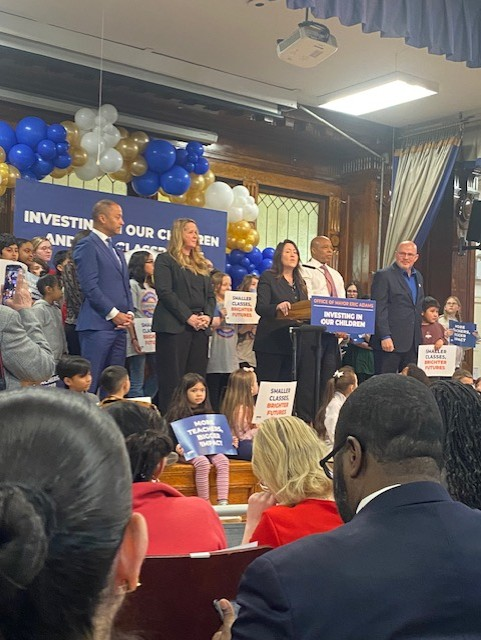 INVESTING IN OUR CHILDREN
OFFICE OF MAYOR ERIC ADAMS
INVESTING in
OUR CHILDREN
SMALLER
CLASSES,
BRIGHTER
FUTURES
SMALLER
CLASSES,
BRIGHTER
FUTURES
SMALLER
CLASSES,
BRIGHTER
FUTURES
MORE
TEACHERS,
BIGGER
IMPACT